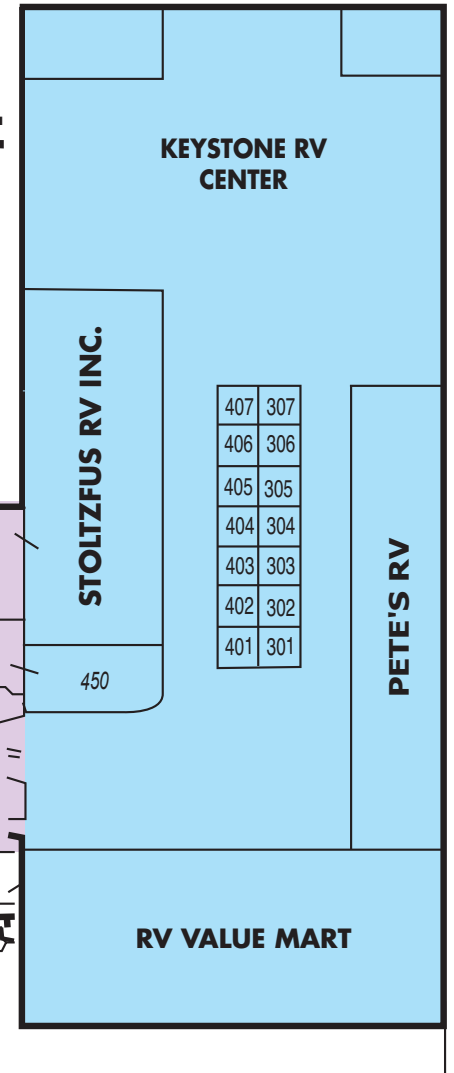 KEYSTONE RV
CENTER
STOLTZFUS RV INC.
407 307
406 306
405 305
404 304
403 303
402 302
401 301
PETE'S RV
450
RV VALUE MART